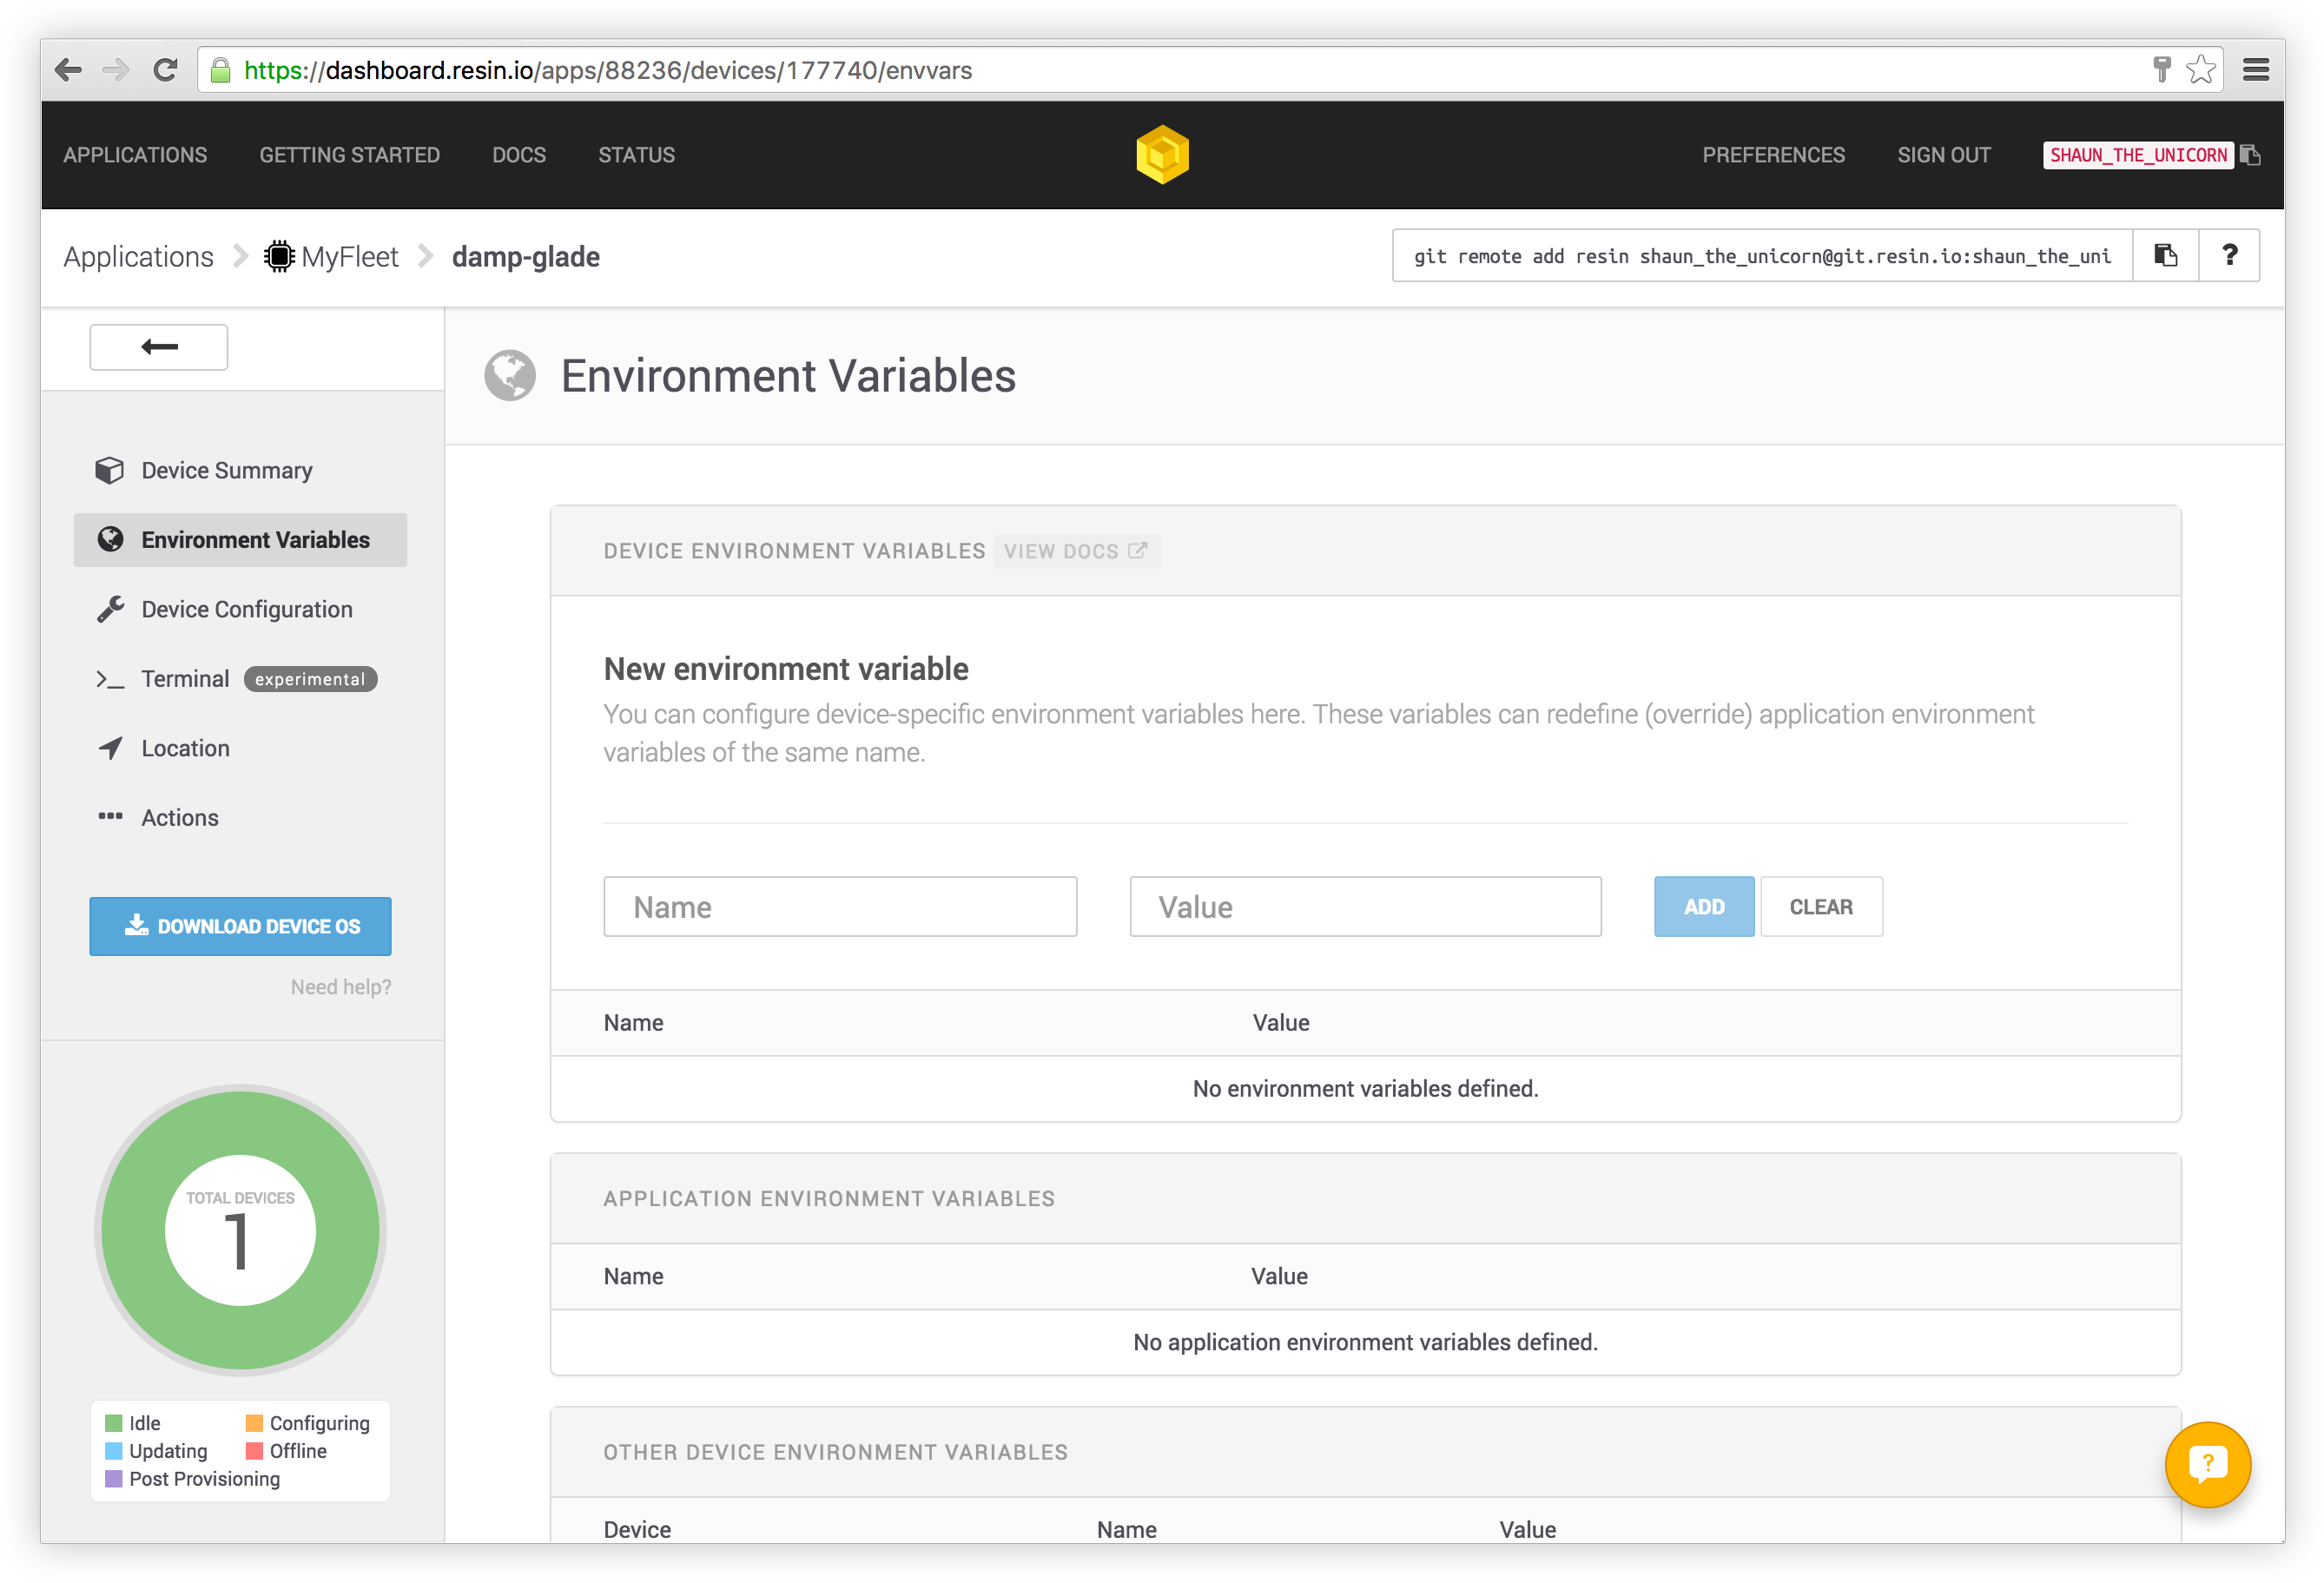 https://dashboard.resin.io/apps/88236/devices/177740/envvars
APPLICATIONS GETTING STARTED DOCS STATUS PREFERENCES SIGN OUT SHAUN_THE_UNICORN
Applications MyFleet damp-glade git remote add resin shaun_the_unicorn@git.resin.io:shaun_the_uni ?
Environment Variables
Device Summary
Environment Variables
Device Configuration
Terminal experimental
Location
Actions
DOWNLOAD DEVICE OS
Need help?
TOTAL DEVICES
1
Idle Configuring
Updating Offline
Post Provisioning
DEVICE ENVIRONMENT VARIABLES VIEW DOCS
New environment variable
You can configure device-specific environment variables here. These variables can redefine (override) application environment
variables of the same name.
Name Value ADD CLEAR
Name Value
No environment variables defined.
APPLICATION ENVIRONMENT VARIABLES
Name Value
No application environment variables defined.
OTHER DEVICE ENVIRONMENT VARIABLES
Device Name Value
?